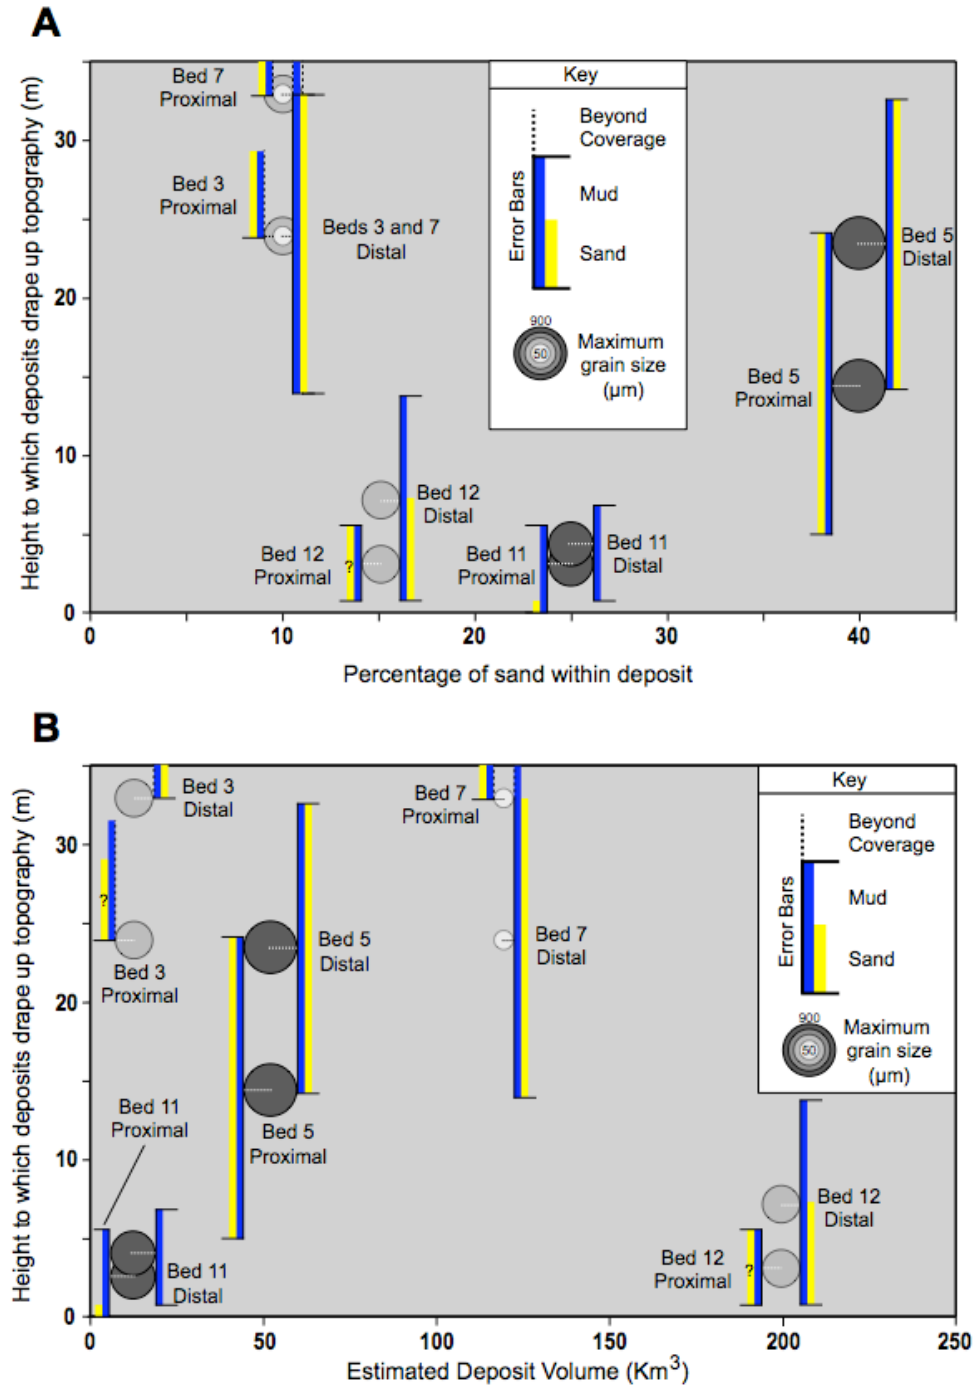 A
Height to which deposits drape up topography (m)
30
20
10
0
Bed 7
Proximal
Bed 3
Proximal
Beds 3 and 7
Distal
Key
Beyond
Coverage
Error Bars
Mud
Sand
900
50
Maximum
grain size
(µm)
Bed 5
Distal
Bed 5
Proximal
Bed 12
Distal
Bed 12
Proximal
?
Bed 11
Proximal
Bed 11
Distal
0
10
20
30
40
Percentage of sand within deposit
B
Height to which deposits drape up topography (m)
30
20
10
0
Bed 3
Distal
?
Bed 3
Proximal
Bed 7
Proximal
Bed 5
Distal
Bed 7
Distal
Key
Beyond
Coverage
Error Bars
Mud
Sand
900
50
Maximum
grain size
(µm)
Bed 11
Proximal
Bed 5
Proximal
Bed 11
Distal
Bed 12
Distal
Bed 12
Proximal
?
0
50
100
150
200
250
Estimated Deposit Volume (Km³)